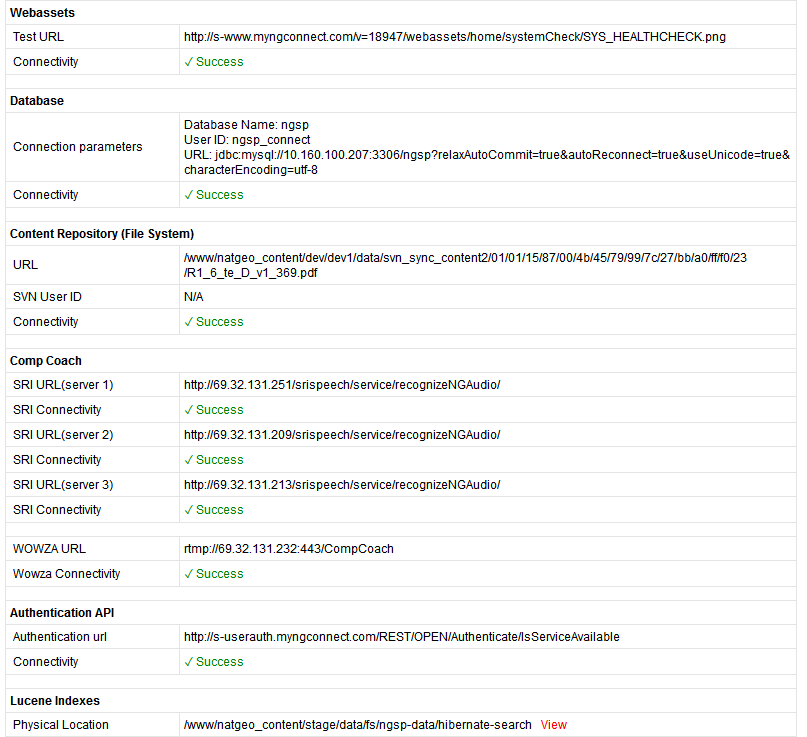 Webassets
Test URL http://s-www.myngconnect.com/v=18947/webassets/home/systemCheck/SYS_HEALTHCHECK.png
Connectivity ✓ Success
Database
Connection parameters
Database Name: ngsp
User ID: ngsp_connect
URL: jdbc:mysql://10.160.100.207:3306/ngsp?relaxAutoCommit=true&autoReconnect=true&useUnicode=true&
characterEncoding=utf-8
Connectivity ✓ Success
Content Repository (File System)
URL
/www/natgeo_content/dev/dev1/data/svn_sync_content2/01/01/15/87/00/4b/45/79/99/7c/27/bb/a0/ff/f0/23
/R1_6_te_D_v1_369.pdf
SVN User ID N/A
Connectivity ✓ Success
Comp Coach
SRI URL(server 1) http://69.32.131.251/srispeech/service/recognizeNGAudio/
SRI Connectivity ✓ Success
SRI URL(server 2) http://69.32.131.209/srispeech/service/recognizeNGAudio/
SRI Connectivity ✓ Success
SRI URL(server 3) http://69.32.131.213/srispeech/service/recognizeNGAudio/
SRI Connectivity ✓ Success
WOWZA URL rtmp://69.32.131.232:443/CompCoach
Wowza Connectivity ✓ Success
Authentication API
Authentication url http://s-userauth.myngconnect.com/REST/OPEN/Authenticate/IsServiceAvailable
Connectivity ✓ Success
Lucene Indexes
Physical Location /www/natgeo_content/stage/data/fs/ngsp-data/hibernate-search View